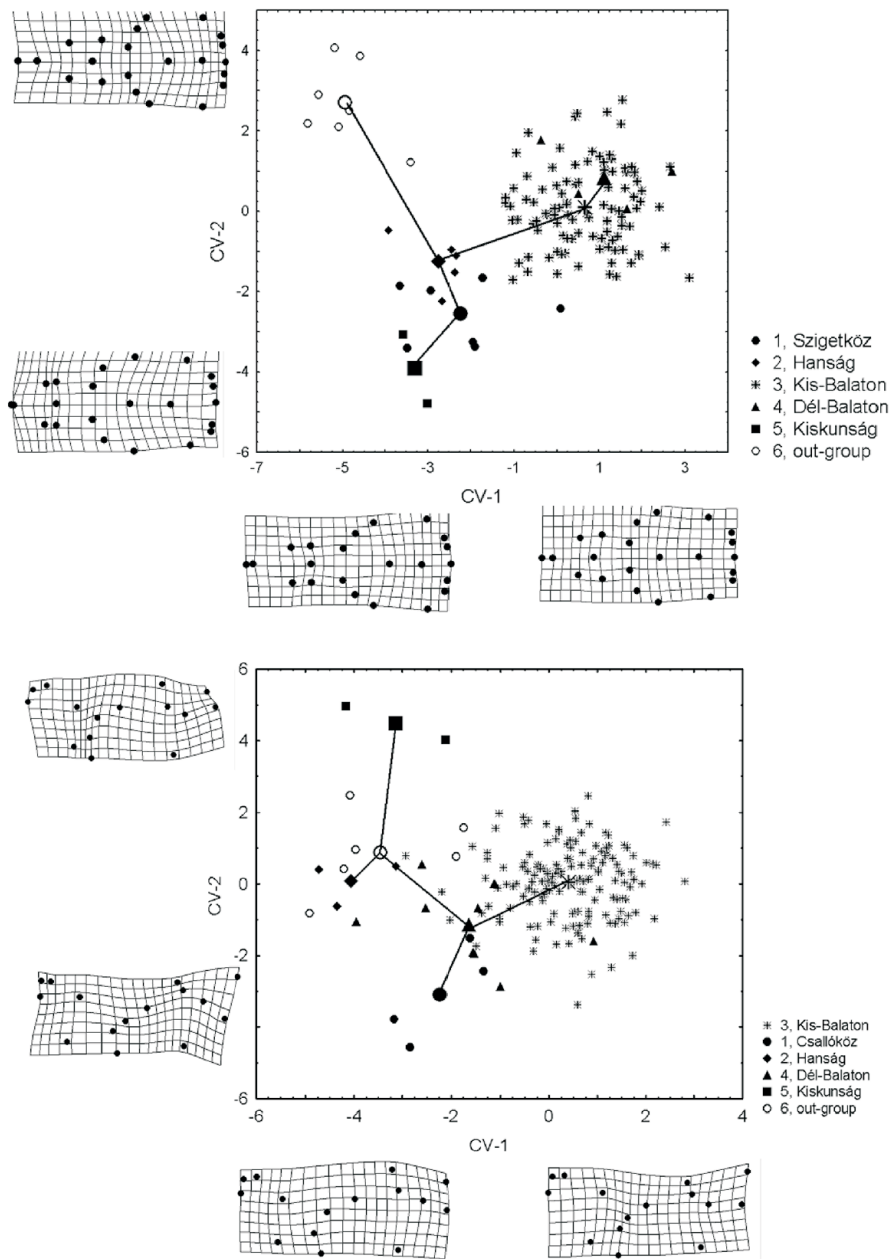 4
2
0
-2
-4
-6
CV-2
-7
-5
-3
-1
1
3
CV-1
1, Szigetköz
2, Hanság
3, Kis-Balaton
4, Dél-Balaton
5, Kiskunság
6, out-group
6
4
2
0
-2
-4
-6
CV-2
-6
-4
-2
0
2
4
CV-1
3, Kis-Balaton
1, Csallóköz
2, Hanság
4, Dél-Balaton
5, Kiskunság
6, out-group